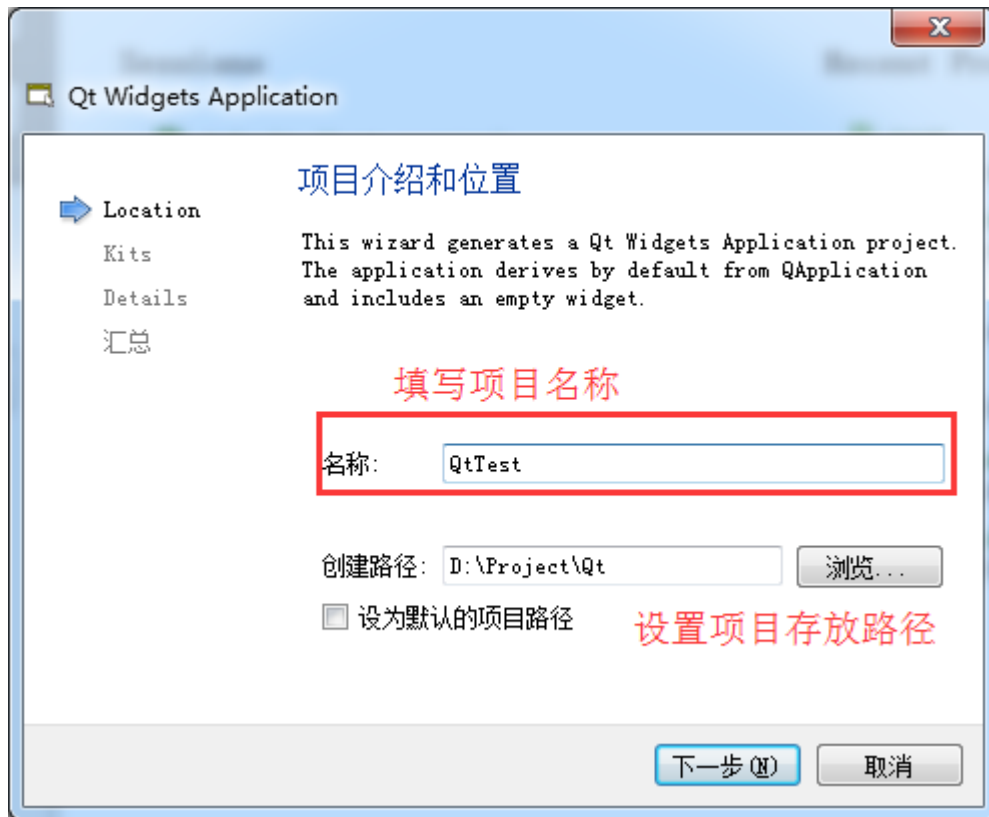 Qt Widgets Application
项目介绍和位置
Location
Kits
Details
汇总
This wizard generates a Qt Widgets Application project.
The application derives by default from QApplication
and includes an empty widget.
填写项目名称
名称: QtTest
创建路径: D:\Project\Qt 浏览...
设为默认的项目路径
设置项目存放路径
下一步(N) 取消